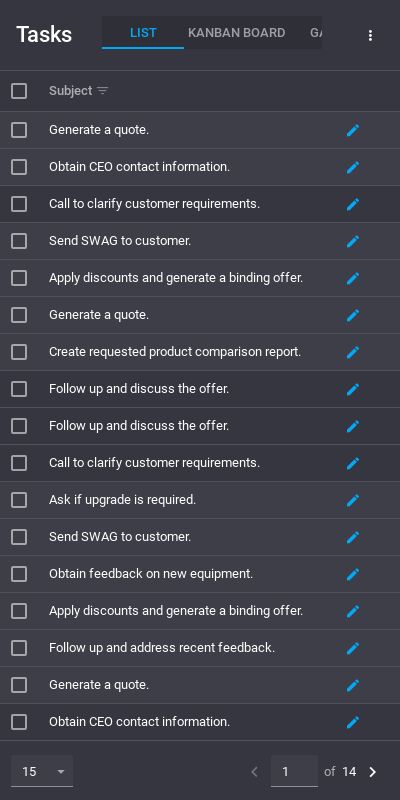 Tasks
LIST
KANBAN BOARD
Subject
Generate a quote.
Obtain CEO contact information.
Call to clarify customer requirements.
Send SWAG to customer.
Apply discounts and generate a binding offer.
Generate a quote.
Create requested product comparison report.
Follow up and discuss the offer.
Follow up and discuss the offer.
Call to clarify customer requirements.
Ask if upgrade is required.
Send SWAG to customer.
Obtain feedback on new equipment.
Apply discounts and generate a binding offer.
Follow up and address recent feedback.
Generate a quote.
Obtain CEO contact information.
15
1 of 14